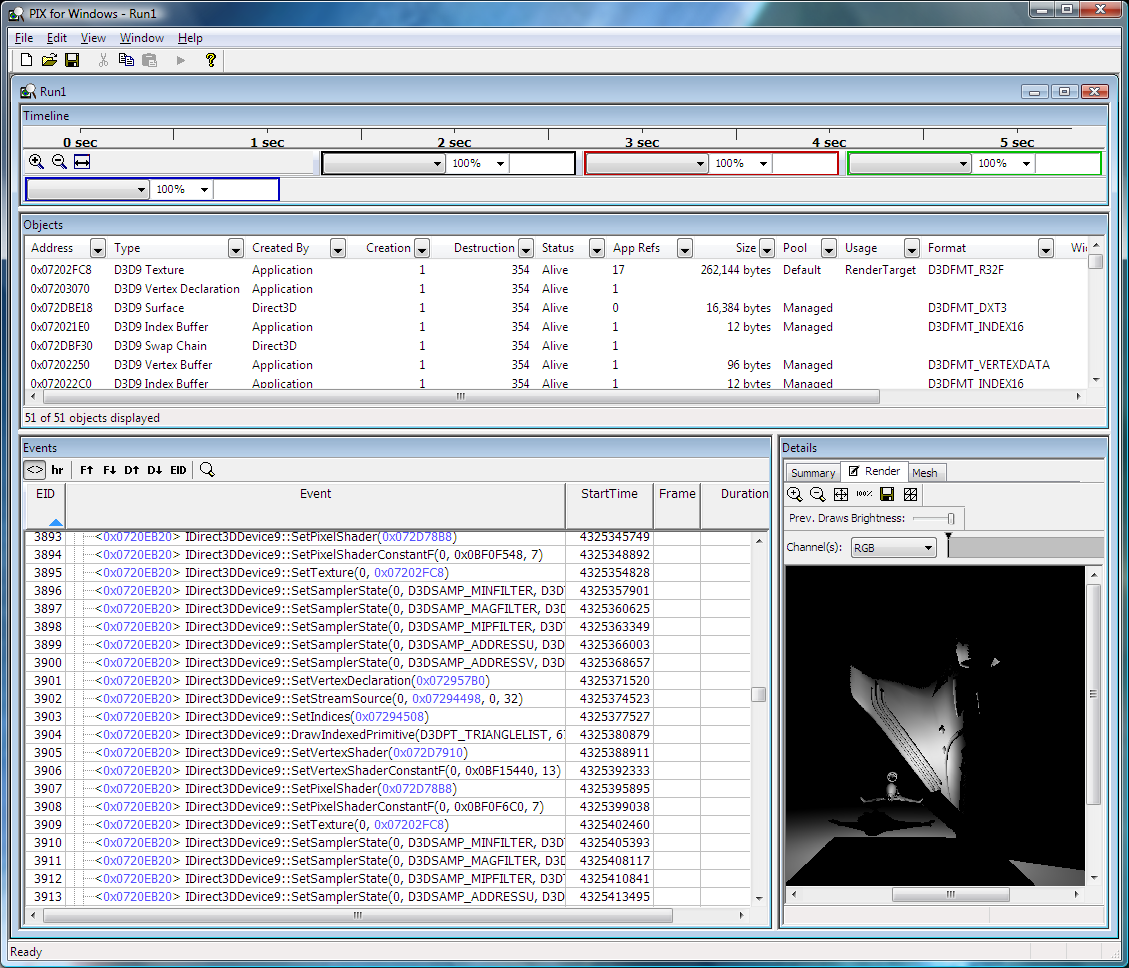 PIX for Windows - Run1
File Edit View Window Help
Run1
Timeline
0 sec 1 sec 2 sec 3 sec 4 sec 5 sec
100% 100% 100%
100%
Objects
Address Type Created By Creation Destruction Status App Refs Size Pool Usage Format Wi
0x07202FC8 D3D9 Texture Application 1 354 Alive 17 262,144 bytes Default RenderTarget D3DFMT_R32F
0x07203070 D3D9 Vertex Declaration Application 1 354 Alive 1
0x072DBE18 D3D9 Surface Direct3D 1 354 Alive 0 16,384 bytes Managed D3DFMT_DXT3
0x072021E0 D3D9 Index Buffer Application 1 354 Alive 1 12 bytes Managed D3DFMT_INDEX16
0x072DBF30 D3D9 Swap Chain Direct3D 1 354 Alive 1
0x07202250 D3D9 Vertex Buffer Application 1 354 Alive 1 96 bytes Managed D3DFMT_VERTEXDATA
0x072022C0 D3D9 Index Buffer Application 1 354 Alive 1 12 bytes Managed D3DFMT_INDEX16
51 of 51 objects displayed
Events
<> hr F↑ F↓ D↑ D↓ EID
EID Event StartTime Frame Duration
3893 <0x0720EB20> IDirect3DDevice9::SetPixelShader(0x072D78B8) 4325345749
3894 <0x0720EB20> IDirect3DDevice9::SetPixelShaderConstantF(0, 0x0BF0F548, 7) 4325348892
3895 <0x0720EB20> IDirect3DDevice9::SetTexture(0, 0x07202FC8) 4325354828
3896 <0x0720EB20> IDirect3DDevice9::SetSamplerState(0, D3DSAMP_MINFILTER, D3DT 4325357901
3897 <0x0720EB20> IDirect3DDevice9::SetSamplerState(0, D3DSAMP_MAGFILTER, D3D 4325360625
3898 <0x0720EB20> IDirect3DDevice9::SetSamplerState(0, D3DSAMP_MIPFILTER, D3DT 4325363349
3899 <0x0720EB20> IDirect3DDevice9::SetSamplerState(0, D3DSAMP_ADDRESSU, D3D 4325366003
3900 <0x0720EB20> IDirect3DDevice9::SetSamplerState(0, D3DSAMP_ADDRESSV, D3D 4325368657
3901 <0x0720EB20> IDirect3DDevice9::SetVertexDeclaration(0x072957B0) 4325371520
3902 <0x0720EB20> IDirect3DDevice9::SetStreamSource(0, 0x07294498, 0, 32) 4325374523
3903 <0x0720EB20> IDirect3DDevice9::SetIndices(0x07294508) 4325377527
3904 <0x0720EB20> IDirect3DDevice9::DrawIndexedPrimitive(D3DPT_TRIANGLELIST, 6 4325380879
3905 <0x0720EB20> IDirect3DDevice9::SetVertexShader(0x072D7910) 4325388911
3906 <0x0720EB20> IDirect3DDevice9::SetVertexShaderConstantF(0, 0x0BF15440, 13) 4325392333
3907 <0x0720EB20> IDirect3DDevice9::SetPixelShader(0x072D78B8) 4325395895
3908 <0x0720EB20> IDirect3DDevice9::SetPixelShaderConstantF(0, 0x0BF0F6C0, 7) 4325399038
3909 <0x0720EB20> IDirect3DDevice9::SetTexture(0, 0x07202FC8) 4325402460
3910 <0x0720EB20> IDirect3DDevice9::SetSamplerState(0, D3DSAMP_MINFILTER, D3DT 4325405393
3911 <0x0720EB20> IDirect3DDevice9::SetSamplerState(0, D3DSAMP_MAGFILTER, D3D 4325408117
3912 <0x0720EB20> IDirect3DDevice9::SetSamplerState(0, D3DSAMP_MIPFILTER, D3DT 4325410841
3913 <0x0720EB20> IDirect3DDevice9::SetSamplerState(0, D3DSAMP_ADDRESSU, D3D 4325413495
Details
Summary Render Mesh
100%
Prev. Draws Brightness:
Channel(s): RGB
Ready